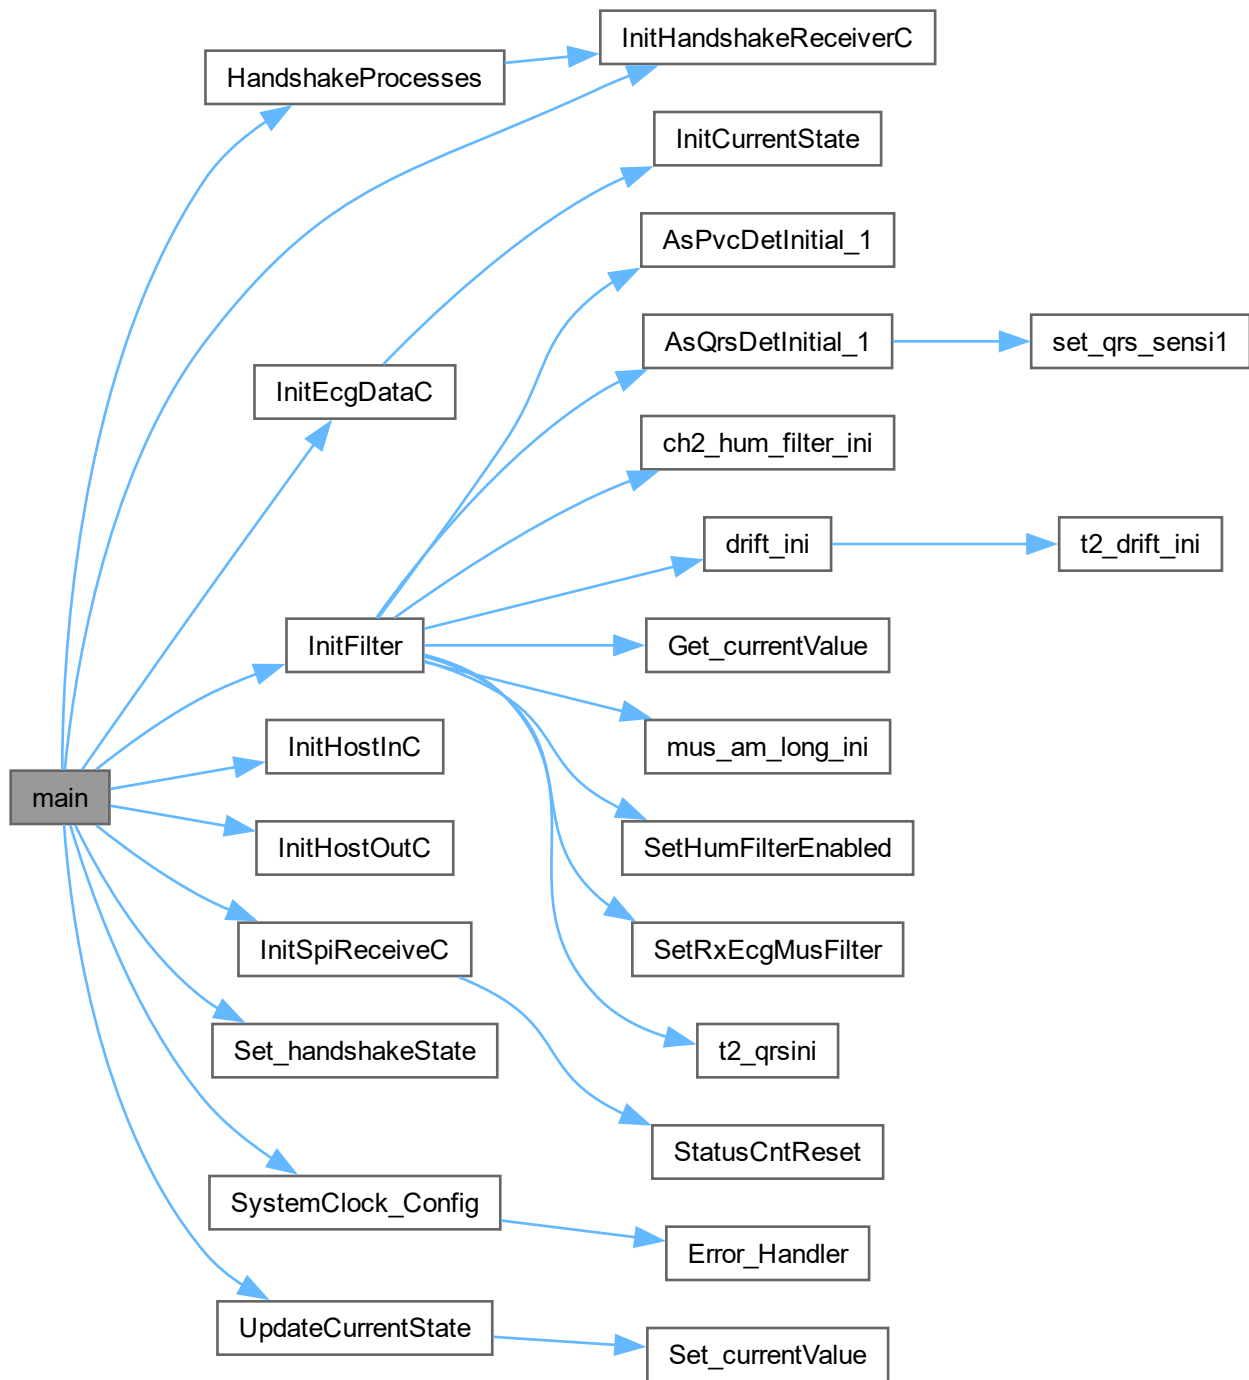 InitHandshakeReceiverC
HandshakeProcesses
InitCurrentState
AsPvcDetInitial_1
AsQrsDetInitial_1
set_qrs_sensi1
InitEcgDataC
ch2_hum_filter_ini
drift_ini
t2_drift_ini
InitFilter
Get_currentValue
InitHostInC
mus_am_long_ini
main
InitHostOutC
SetHumFilterEnabled
InitSpiReceiveC
SetRxEcgMusFilter
Set_handshakeState
t2_qrsini
StatusCntReset
SystemClock_Config
Error_Handler
UpdateCurrentState
Set_currentValue